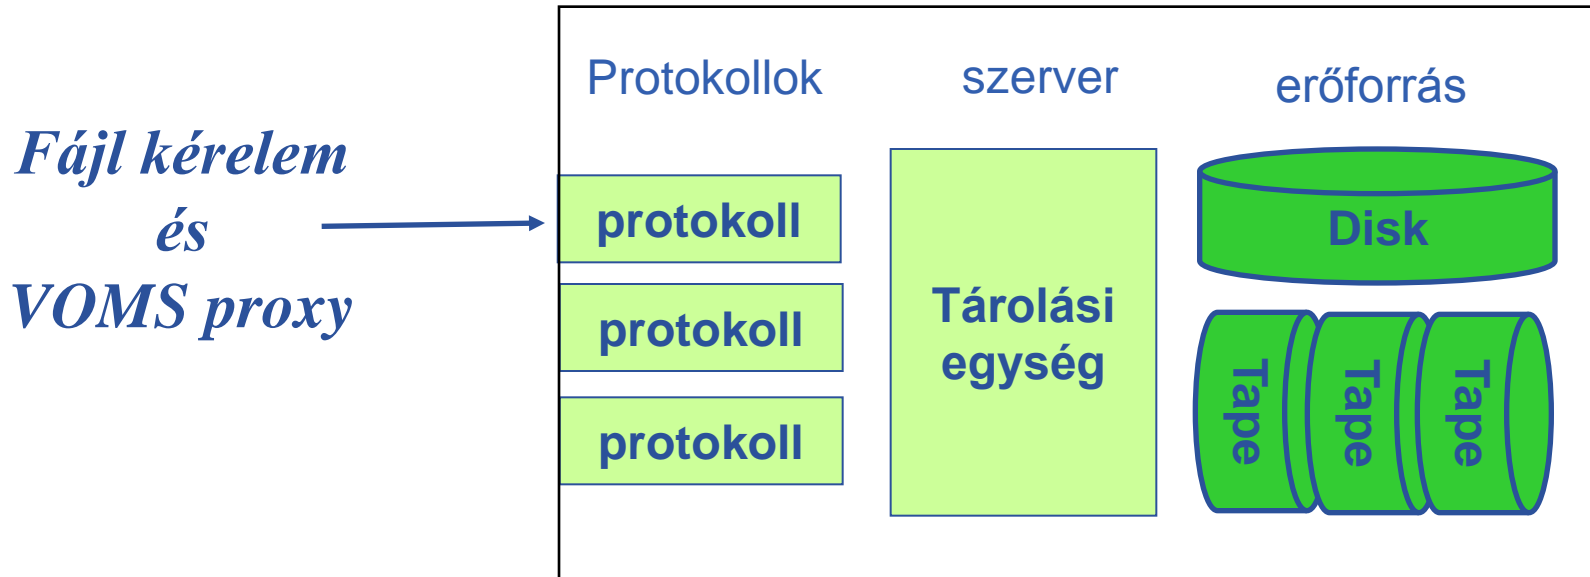 Protokollok
szerver
erőforrás
Fájl kérelem
és
VOMS proxy
protokoll
protokoll
protokoll
Tárolási
egység
Disk
Tape
Tape
Tape